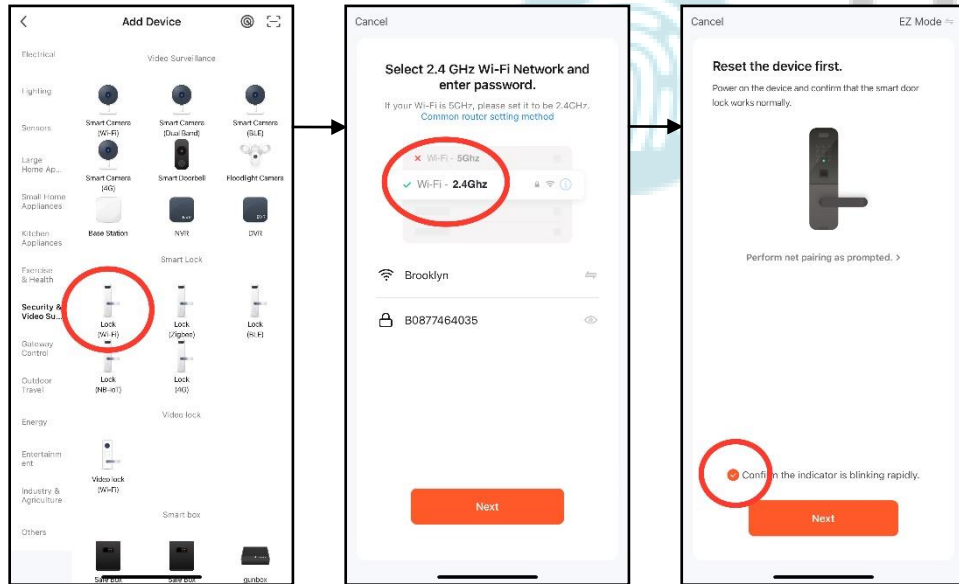 Add Device
Electrical
Lighting
Sensors
Large
Home Ap...
Small Home
Appliances
Kitchen
Appliances
Exercise
& Health
Security &
Video Su...
Gateway
Control
Outdoor
Travel
Energy
Entertainm
ent
Industry &
Agriculture
Others
Video Surveillance
Smart Camera
(Wi-Fi)
Smart Camera
(Dual Band)
Smart Camera
(BLE)
Smart Camera
(4G)
Smart Doorbell
Floodlight Camera
Base Station
NVR
DVR
Smart Lock
Lock
(Wi-Fi)
Lock
(Zigbee)
Lock
(BLE)
Lock
(NB-IoT)
Lock
(4G)
Video lock
Video lock
(Wi-Fi)
Smart box
Safe Box
Safe Box
gunbox
Cancel
Select 2.4 GHz Wi-Fi Network and
enter password.
If your Wi-Fi is 5GHz, please set it to be 2.4GHz.
Common router setting method
Wi-Fi - 5Ghz
Wi-Fi - 2.4Ghz
Brooklyn
B0877464035
Next
Cancel
EZ Mode
Reset the device first.
Power on the device and confirm that the smart door
lock works normally.
Perform net pairing as prompted. >
Confirm the indicator is blinking rapidly.
Next